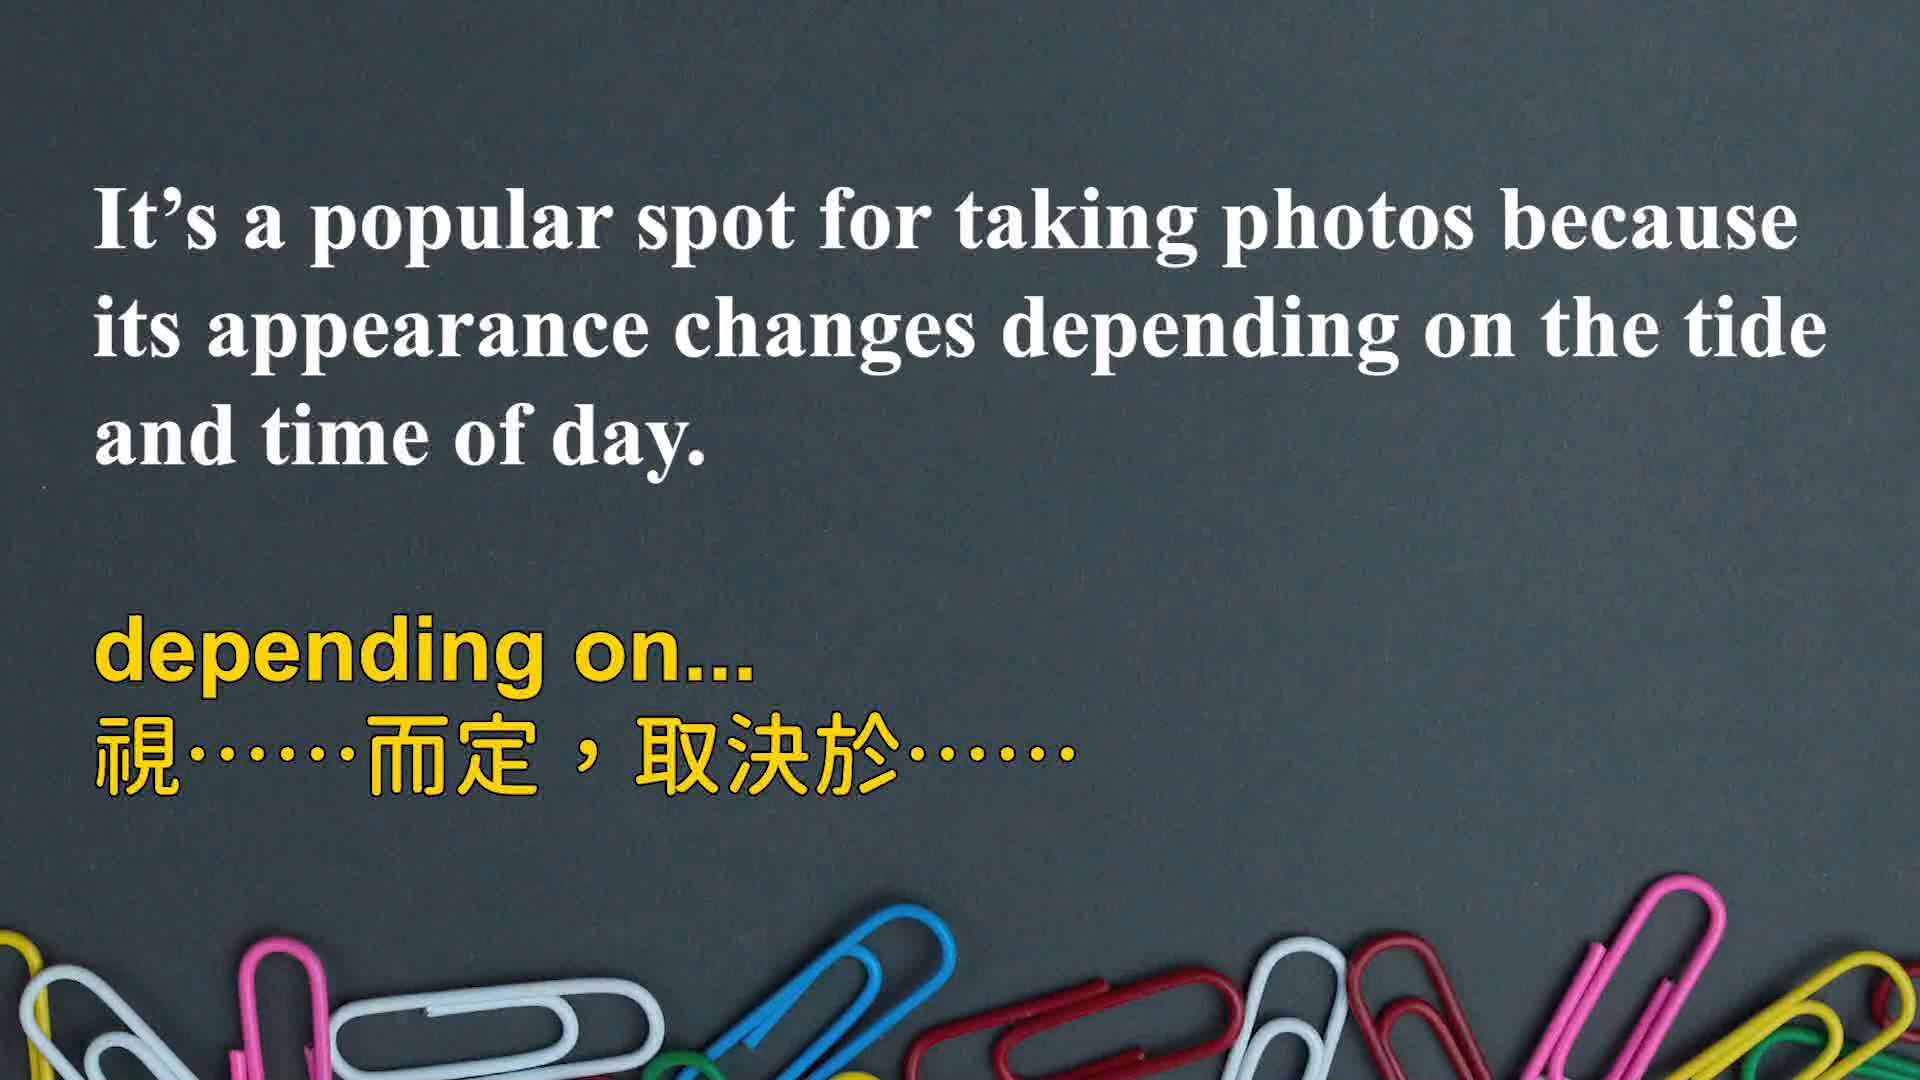 It’s a popular spot for taking photos because
its appearance changes depending on the tide
and time of day.
depending on...
視⋯⋯而定，取決於⋯⋯